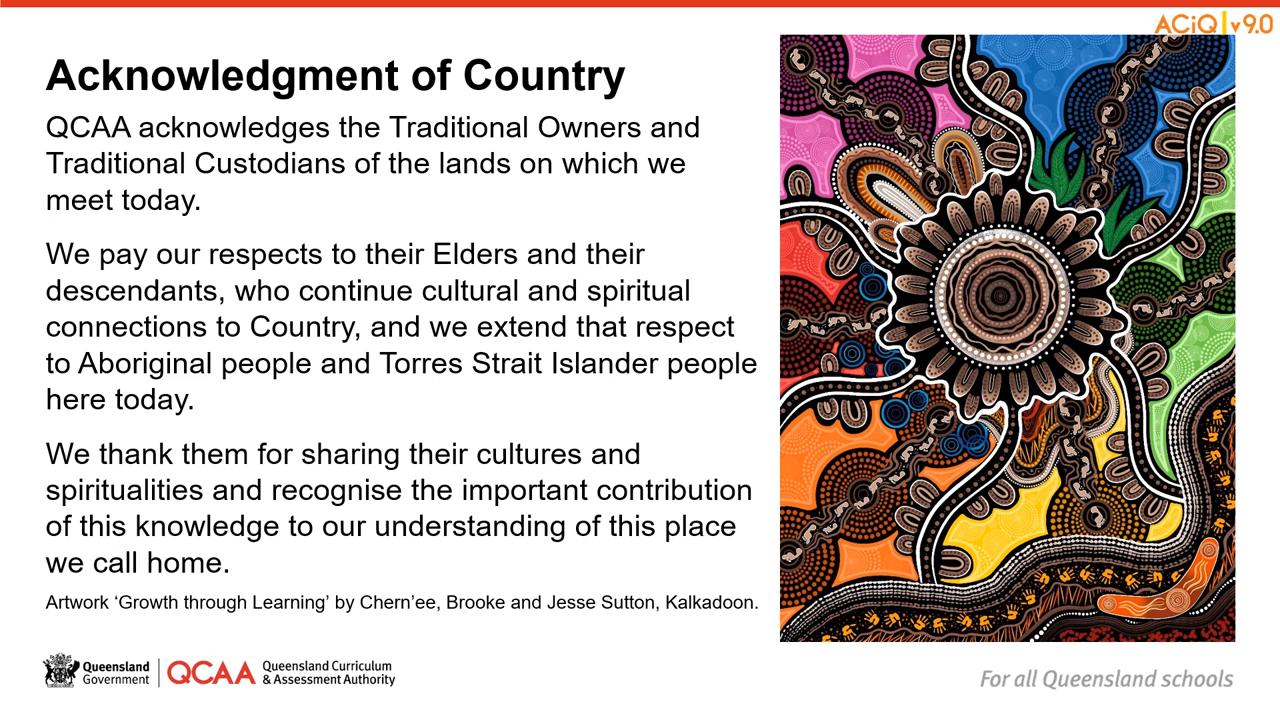 ACiQ v9.0
Acknowledgment of Country
QCAA acknowledges the Traditional Owners and
Traditional Custodians of the lands on which we
meet today.
We pay our respects to their Elders and their
descendants, who continue cultural and spiritual
connections to Country, and we extend that respect
to Aboriginal people and Torres Strait Islander people
here today.
We thank them for sharing their cultures and
spiritualities and recognise the important contribution
of this knowledge to our understanding of this place
we call home.
Artwork ‘Growth through Learning’ by Chern’ee, Brooke and Jesse Sutton, Kalkadoon.
Queensland
Government
QCAA
Queensland Curriculum
& Assessment Authority
For all Queensland schools